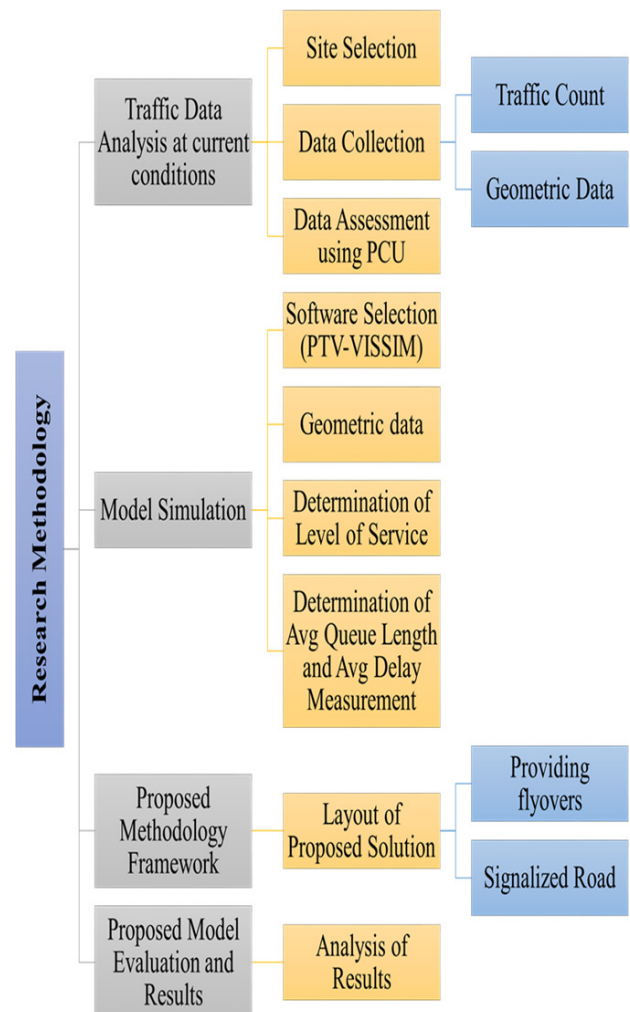 Research Methodology
Traffic Data
Analysis at current
conditions
Site Selection
Data Collection
Traffic Count
Geometric Data
Data Assessment
using PCU
Model Simulation
Software Selection
(PTV-VISSIM)
Geometric data
Determination of
Level of Service
Determination of
Avg Queue Length
and Avg Delay
Measurement
Proposed
Methodology
Framework
Layout of
Proposed Solution
Providing
flyovers
Signalized Road
Proposed Model
Evaluation and
Results
Analysis of
Results